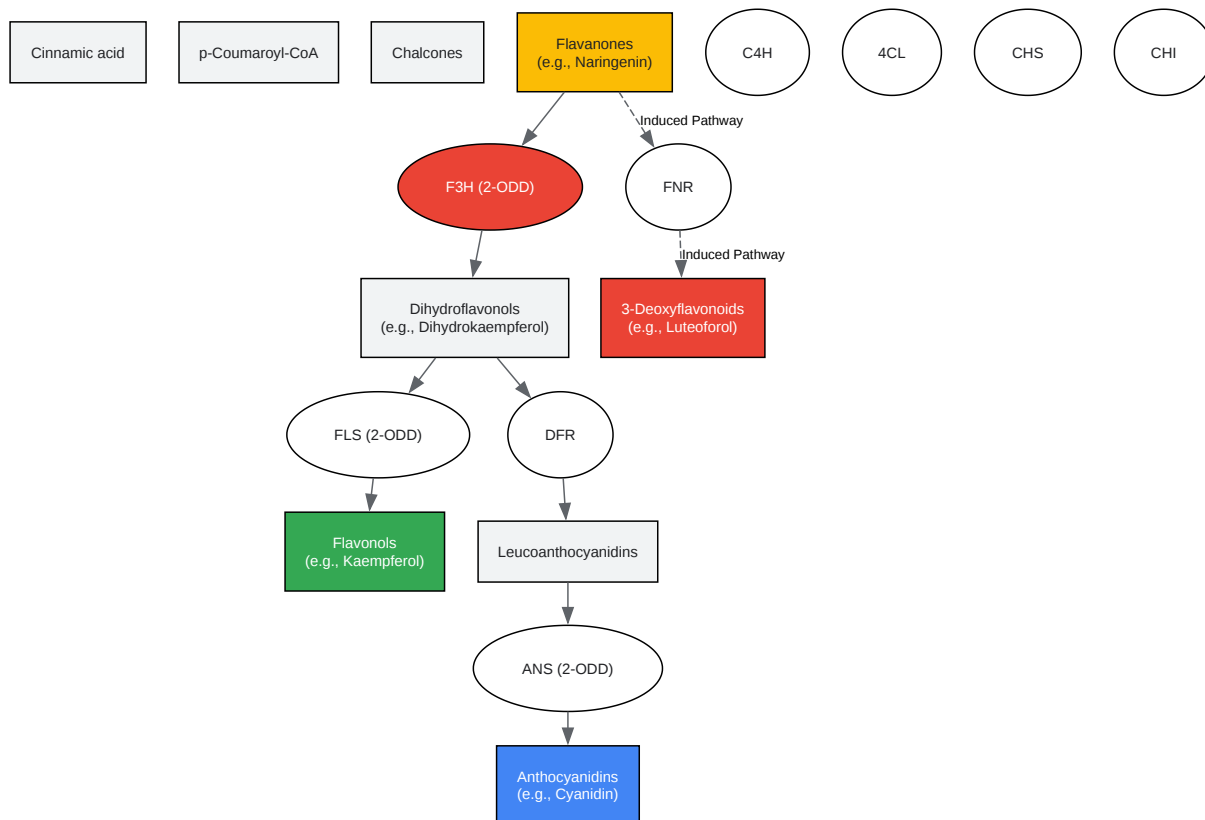 Cinnamic acid
p-Coumaroyl-CoA
Chalcones
Flavanones
(e.g., Naringenin)
C4H
4CL
CHS
CHI
Induced Pathway
F3H (2-ODD)
FNR
Induced Pathway
Dihydroflavonols
(e.g., Dihydrokaempferol)
3-Deoxyflavonoids
(e.g., Luteoforol)
FLS (2-ODD)
DFR
Flavonols
(e.g., Kaempferol)
Leucoanthocyanidins
ANS (2-ODD)
Anthocyanidins
(e.g., Cyanidin)